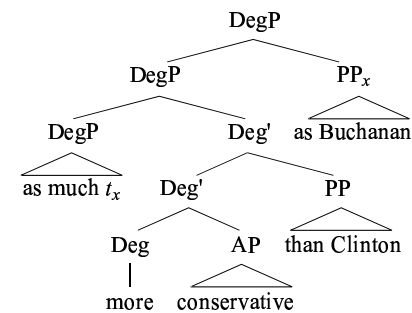 DegP
DegP PPx
DegP Deg' as Buchanan
as much tx Deg' PP
Deg AP than Clinton
more conservative